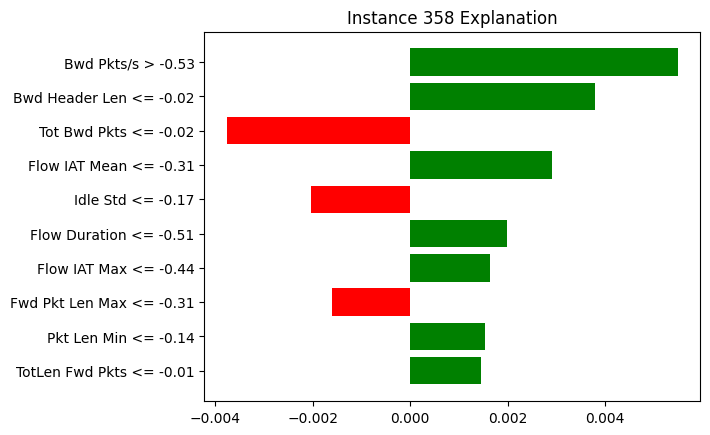 Instance 358 Explanation
Bwd Pkts/s > -0.53
Bwd Header Len <= -0.02
Tot Bwd Pkts <= -0.02
Flow IAT Mean <= -0.31
Idle Std <= -0.17
Flow Duration <= -0.51
Flow IAT Max <= -0.44
Fwd Pkt Len Max <= -0.31
Pkt Len Min <= -0.14
TotLen Fwd Pkts <= -0.01
−0.004 −0.002 0.000 0.002 0.004